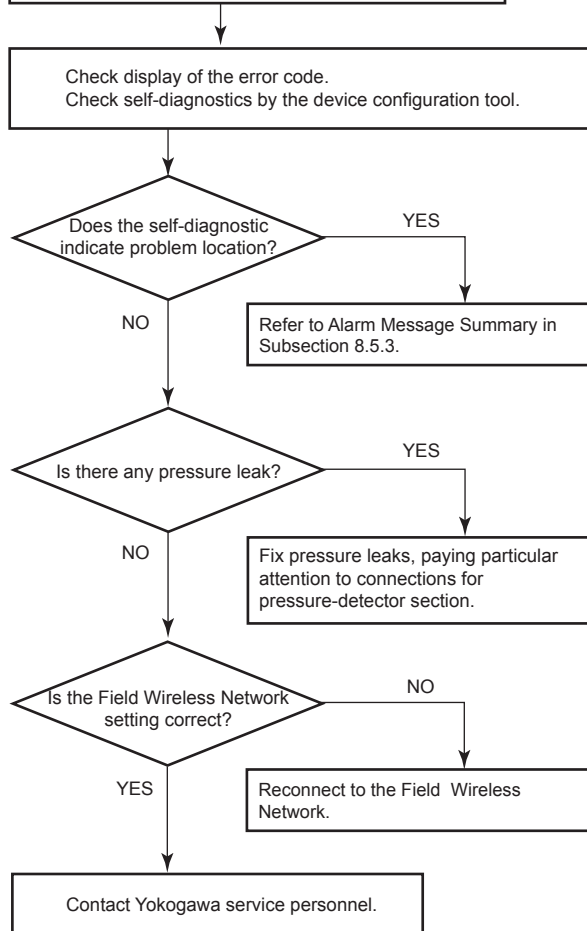 Check display of the error code.
Check self-diagnostics by the device configuration tool.
Does the self-diagnostic
indicate problem location?
YES
NO
Refer to Alarm Message Summary in
Subsection 8.5.3.
Is there any pressure leak?
YES
NO
Fix pressure leaks, paying particular
attention to connections for
pressure-detector section.
Is the Field Wireless Network
setting correct?
NO
YES
Reconnect to the Field Wireless
Network.
Contact Yokogawa service personnel.